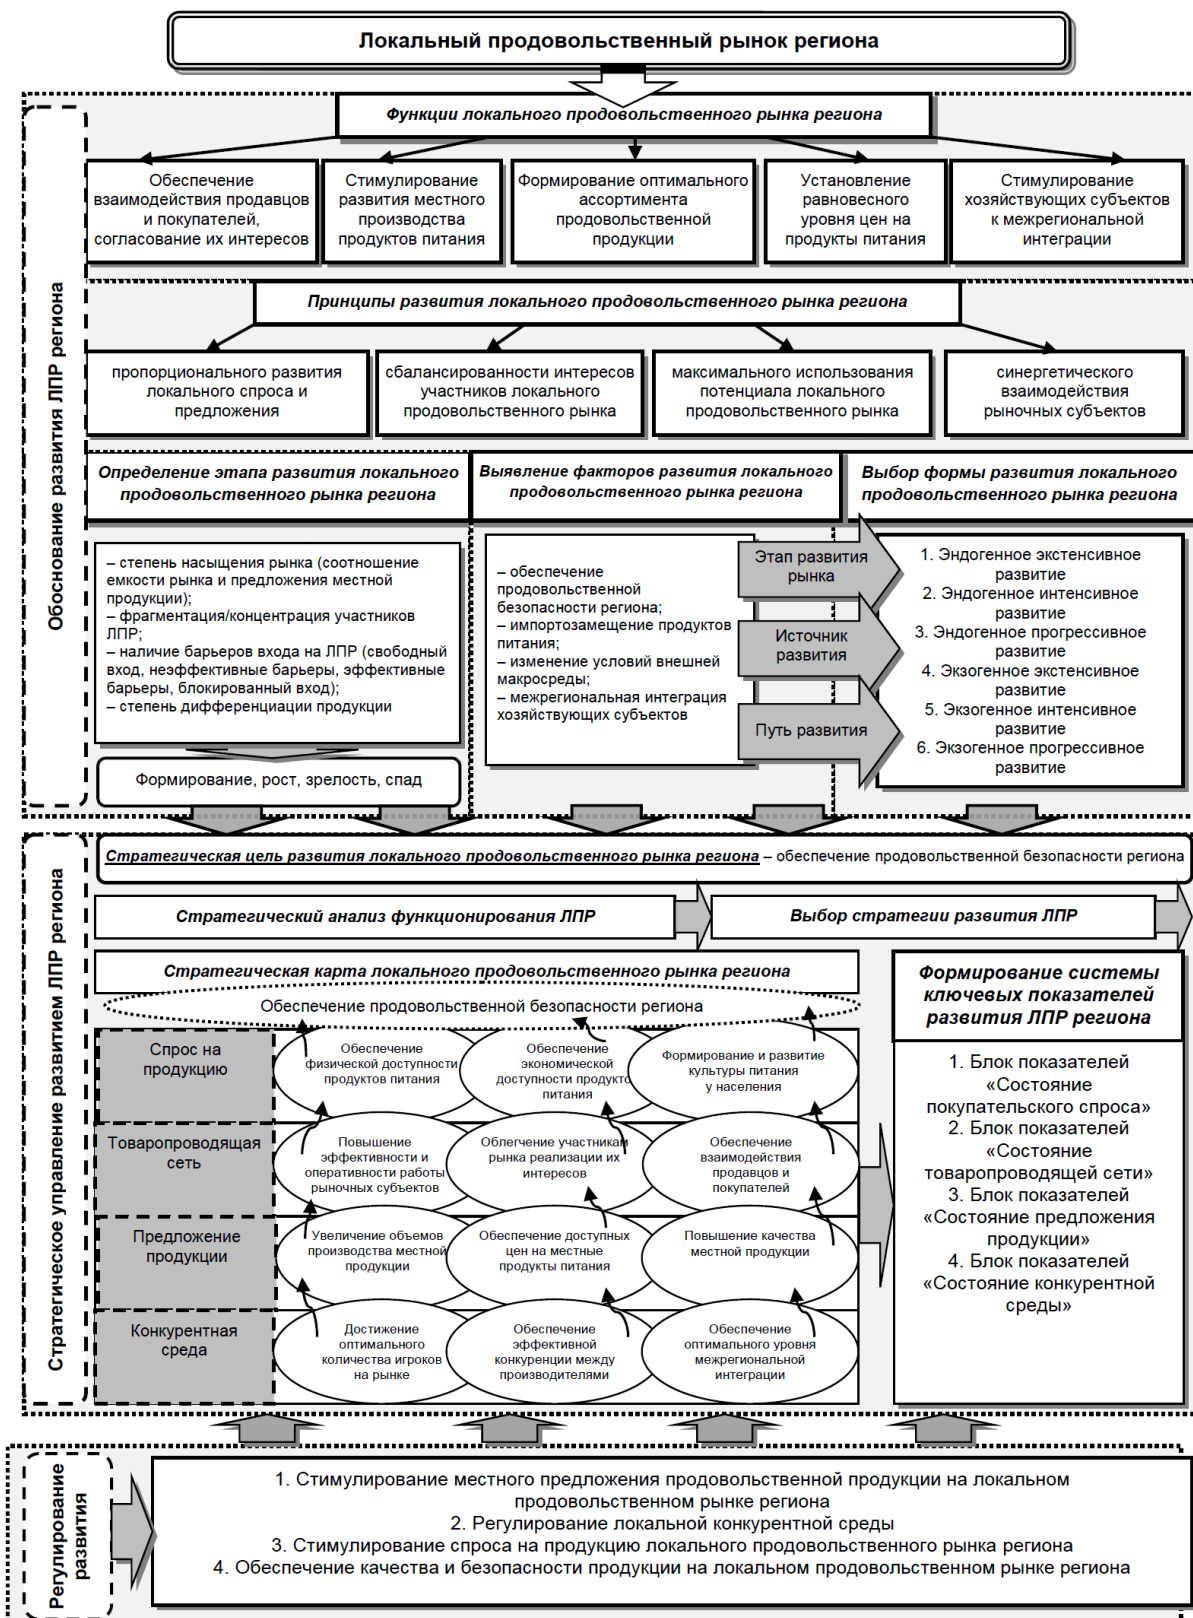 Локальный продовольственный рынок региона
Обоснование развития ЛПР региона
Функции локального продовольственного рынка региона
Обеспечение
взаимодействия продавцов
и покупателей,
согласование их интересов
Стимулирование
развития местного
производства
продуктов питания
Формирование оптимального
ассортимента
продовольственной
продукции
Установление
равновесного
уровня цен на
продукты питания
Стимулирование
хозяйствующих субъектов
к межрегиональной
интеграции
Принципы развития локального продовольственного рынка региона
пропорционального развития
локального спроса и
предложения
сбалансированности интересов
участников локального
продовольственного рынка
максимального использования
потенциала локального
продовольственного рынка
синергетического
взаимодействия
рыночных субъектов
Определение этапа развития локального
продовольственного рынка региона
Выявление факторов развития локального
продовольственного рынка региона
Выбор формы развития локального
продовольственного рынка региона
– степень насыщения рынка (соотношение
емкости рынка и предложения местной
продукции);
– фрагментация/концентрация участников
ЛПР;
– наличие барьеров входа на ЛПР (свободный
вход, неэффективные барьеры, эффективные
барьеры, блокированный вход);
– степень дифференциации продукции
Формирование, рост, зрелость, спад
– обеспечение
продовольственной
безопасности региона;
– импортозамещение продуктов
питания;
– изменение условий внешней
макросреды;
– межрегиональная интеграция
хозяйствующих субъектов
Этап развития
рынка
Источник
развития
Путь развития
1. Эндогенное экстенсивное
развитие
2. Эндогенное интенсивное
развитие
3. Эндогенное прогрессивное
развитие
4. Экзогенное экстенсивное
развитие
5. Экзогенное интенсивное
развитие
6. Экзогенное прогрессивное
развитие
Стратегическое управление развитием ЛПР региона
Стратегическая цель развития локального продовольственного рынка региона – обеспечение продовольственной безопасности региона
Стратегический анализ функционирования ЛПР
Выбор стратегии развития ЛПР
Стратегическая карта локального продовольственного рынка региона
Обеспечение продовольственной безопасности региона
Спрос на
продукцию
Обеспечение
физической доступности
продуктов питания
Обеспечение
экономической
доступности продукто
питания
Формирование и развитие
культуры питания
у населения
Товаропроводящая
сеть
Повышение
эффективности и
оперативности работы
рыночных субъектов
Облегчение участникам
рынка реализации их
интересов
Обеспечение
взаимодействия
продавцов и
покупателей
Предложение
продукции
Увеличение объемов
производства местной
продукции
Обеспечение доступных
цен на местные
продукты питания
Повышение качества
местной продукции
Конкурентная
среда
Достижение
оптимального
количества игроков
на рынке
Обеспечение
эффективной
конкуренции между
производителями
Обеспечение
оптимального уровня
межрегиональной
интеграции
Формирование системы
ключевых показателей
развития ЛПР региона
1. Блок показателей
«Состояние
покупательского спроса»
2. Блок показателей
«Состояние
товаропроводящей сети»
3. Блок показателей
«Состояние предложения
продукции»
4. Блок показателей
«Состояние конкурентной
среды»
Регулирование
развития
1. Стимулирование местного предложения продовольственной продукции на локальном
продовольственном рынке региона
2. Регулирование локальной конкурентной среды
3. Стимулирование спроса на продукцию локального продовольственного рынка региона
4. Обеспечение качества и безопасности продукции на локальном продовольственном рынке региона